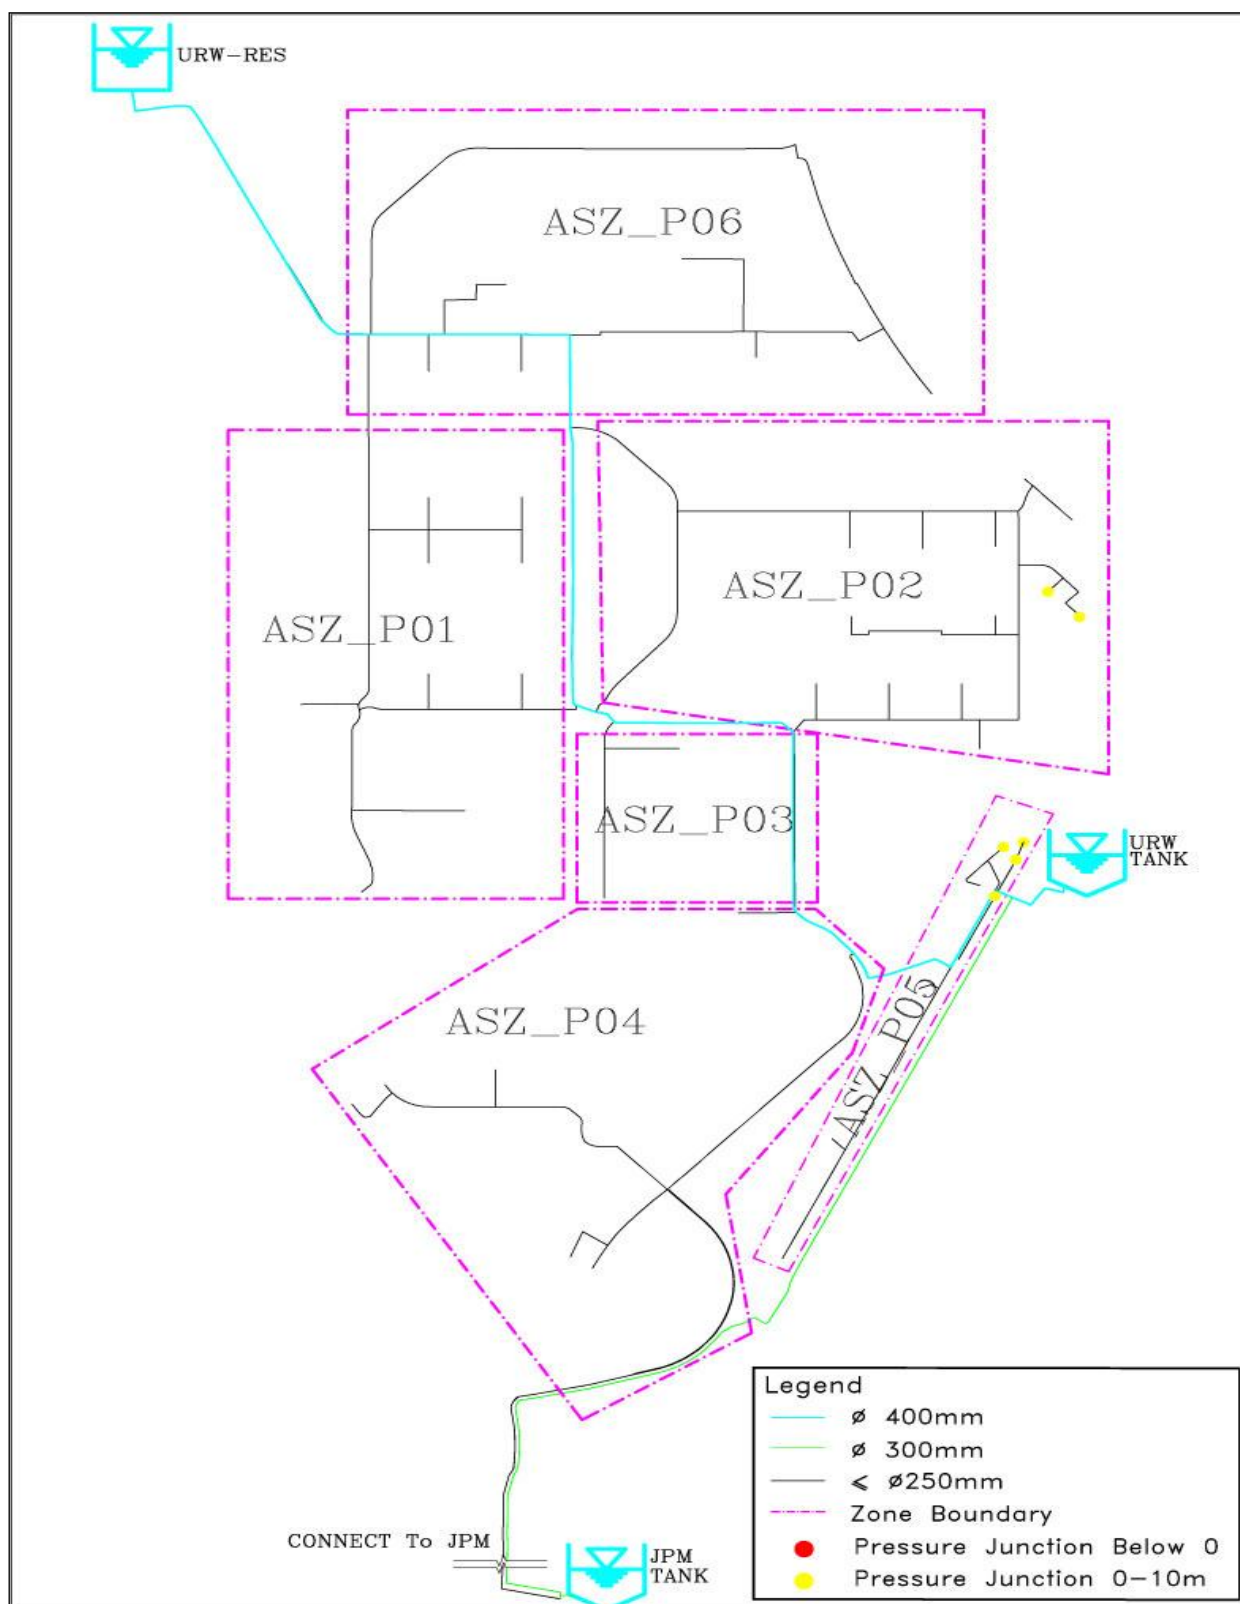 URW-RES
ASZ_P06
ASZ_P02
ASZ_P01
ASZ_P03
URW
TANK
ASZ_P04
ASZ_P05
Legend
ø 400mm
ø 300mm
⩽ ø250mm
Zone Boundary
Pressure Junction Below 0
Pressure Junction 0-10m
CONNECT To JPM
JPM
TANK